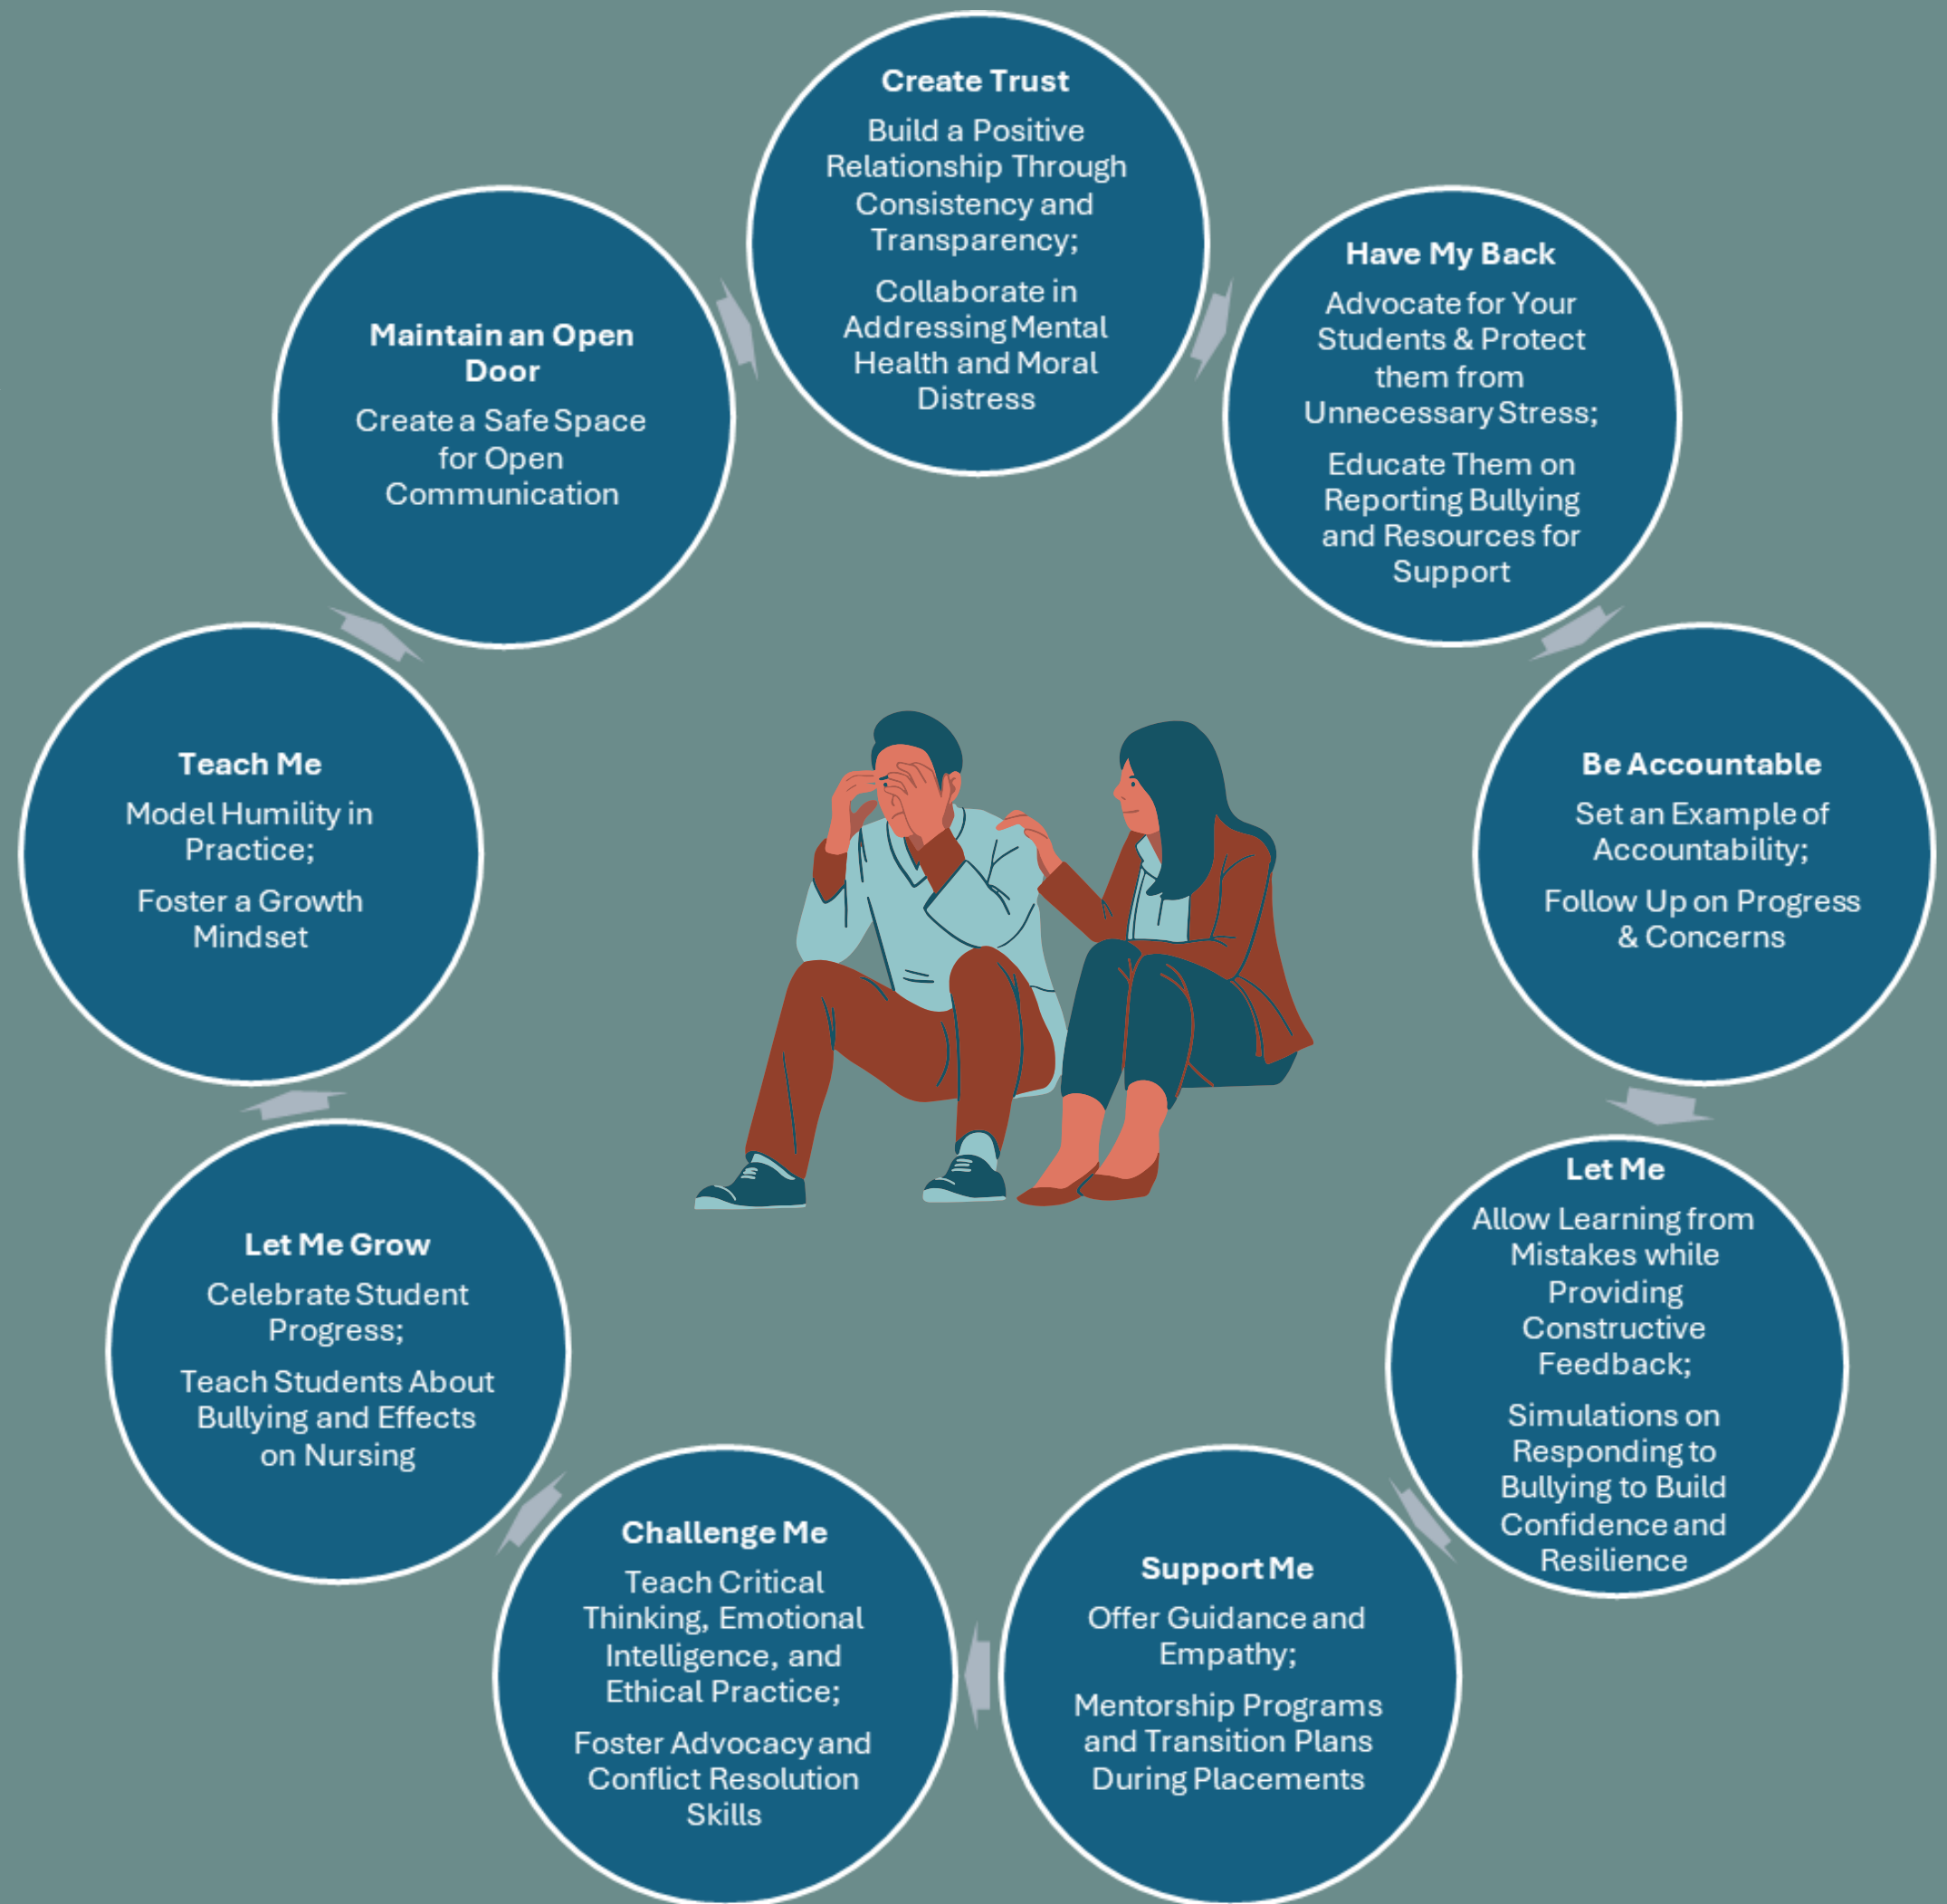 Create Trust
Build a Positive
Relationship Through
Consistency and
Transparency;
Collaborate in
Addressing Mental
Health and Moral
Distress
Have My Back
Advocate for Your
Students & Protect
them from
Unnecessary Stress;
Educate Them on
Reporting Bullying
and Resources for
Support
Be Accountable
Set an Example of
Accountability;
Follow Up on Progress
& Concerns
Let Me
Allow Learning from
Mistakes while
Providing
Constructive
Feedback;
Simulations on
Responding to
Bullying to Build
Confidence and
Resilience
Support Me
Offer Guidance and
Empathy;
Mentorship Programs
and Transition Plans
During Placements
Challenge Me
Teach Critical
Thinking, Emotional
Intelligence, and
Ethical Practice;
Foster Advocacy and
Conflict Resolution
Skills
Let Me Grow
Celebrate Student
Progress;
Teach Students About
Bullying and Effects
on Nursing
Teach Me
Model Humility in
Practice;
Foster a Growth
Mindset
Maintain an Open
Door
Create a Safe Space
for Open
Communication